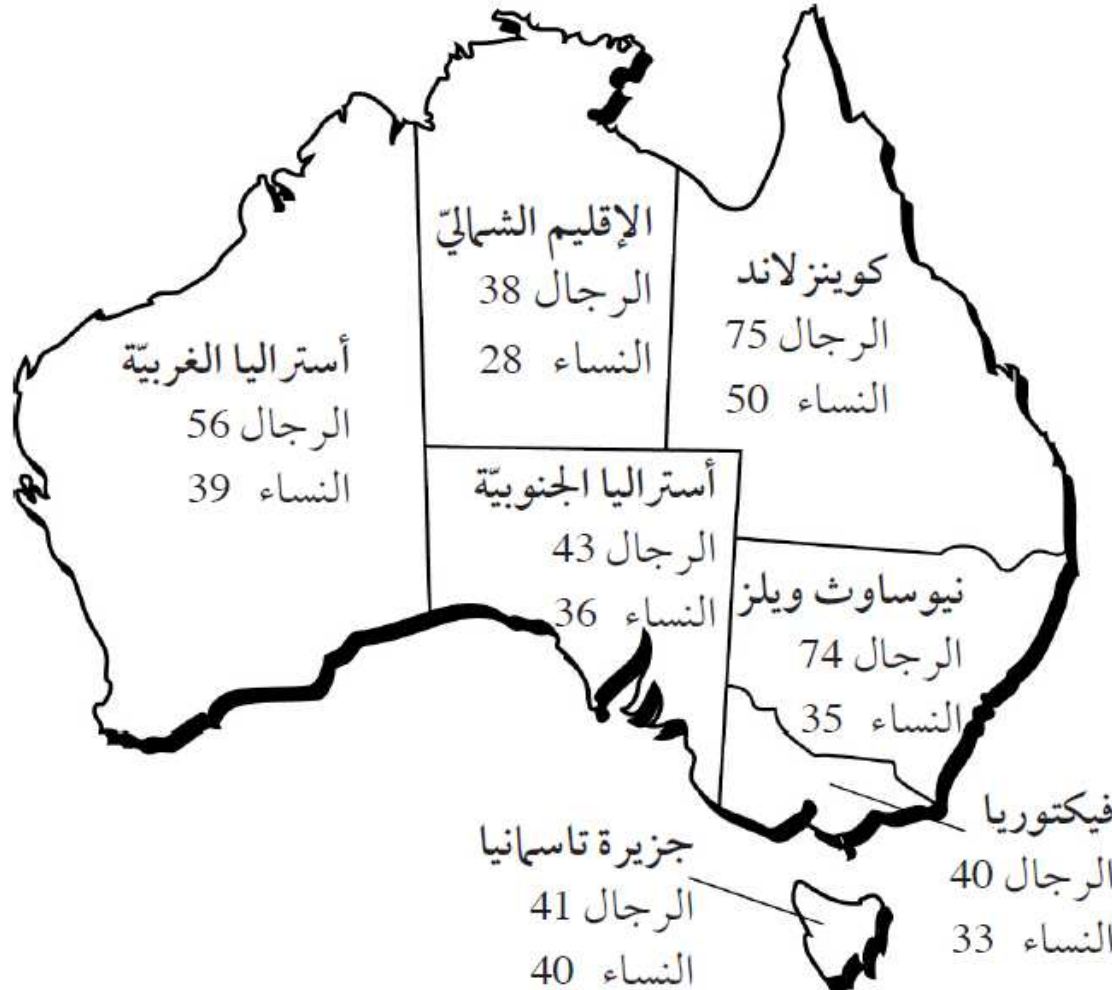 الإقليم الشماليّ
الرجال 38
النساء 28
كوينزلاند
الرجال 75
النساء 50
أستراليا الغربيّة
الرجال 56
النساء 39
أستراليا الجنوبيّة
الرجال 43
النساء 36
نيوساوث ويلز
الرجال 74
النساء 35
فيكتوريا
الرجال 40
النساء 33
جزيرة تاسمانيا
الرجال 41
النساء 40